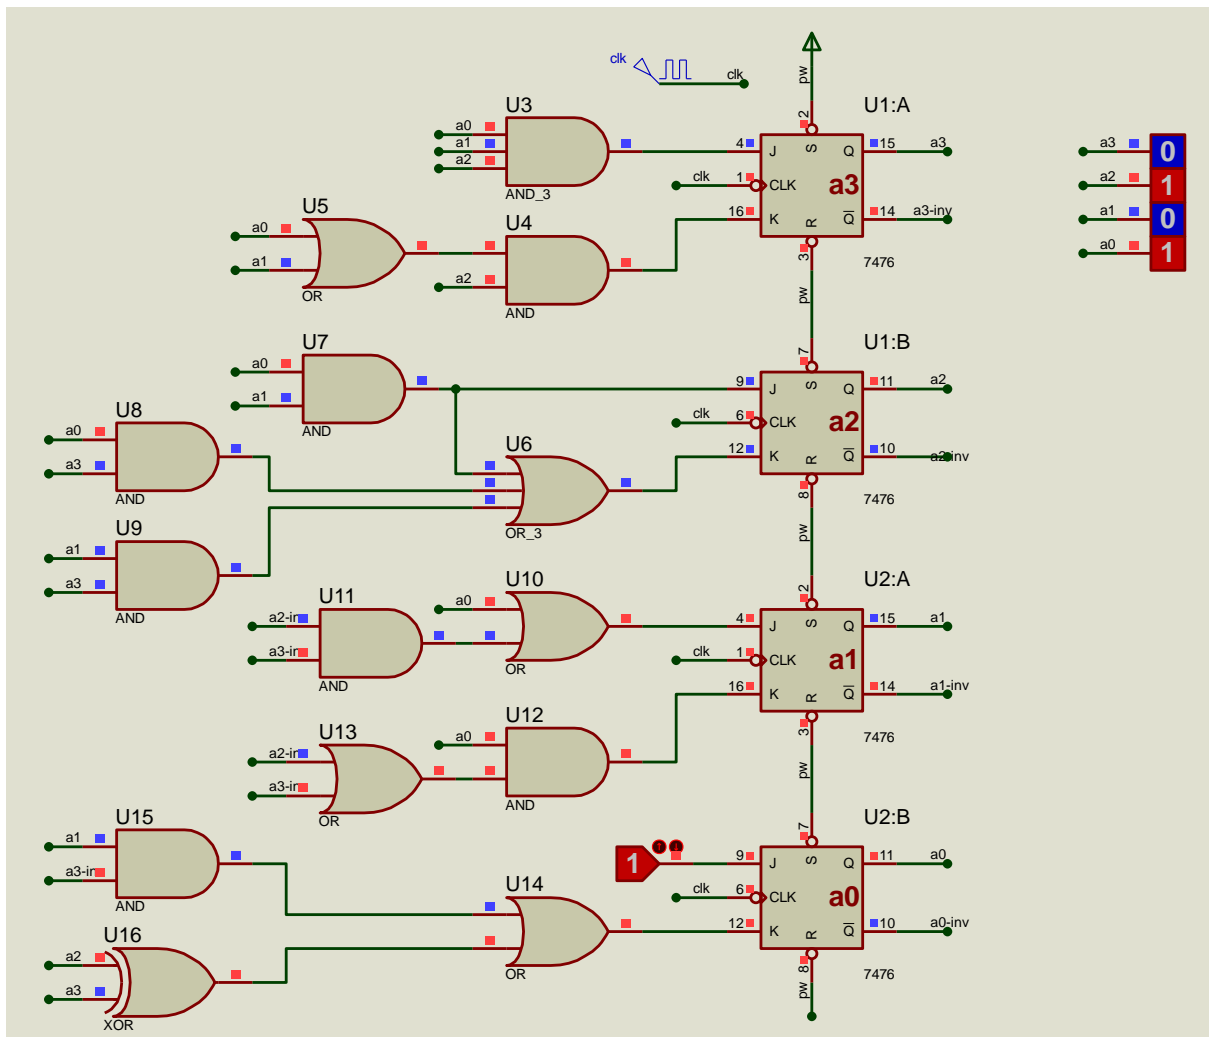 clk
clk
pw
U1:A
2
S
4
J
Q
15
a3
1
CLK
clk
a3
16
K
R
Q
14
a3-inv
3
7476
U3
a0
a1
a2
AND_3
U5
a0
a1
OR
U4
a2
AND
a3
0
a2
1
a1
0
a0
1
pw
U1:B
7
S
9
J
Q
11
a2
6
CLK
clk
a2
12
K
R
Q
10
a2-inv
8
7476
U7
a0
a1
AND
U8
a0
a3
AND
U6
OR_3
U9
a1
a3
AND
pw
U2:A
2
S
4
J
Q
15
a1
1
CLK
clk
a1
16
K
R
Q
14
a1-inv
3
7476
U10
a0
OR
U11
a2-in
a3-in
AND
U12
a0
AND
U13
a2-in
a3-in
OR
pw
U2:B
7
S
1
9
J
Q
11
a0
6
CLK
clk
a0
12
K
R
Q
10
a0-inv
8
7476
pw
U15
a1
a3-in
AND
U14
OR
U16
a2
a3
XOR